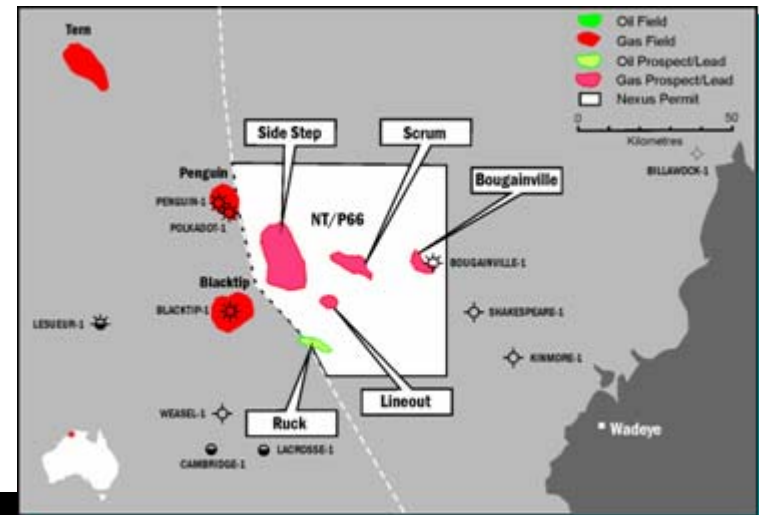 Tern
Oil Field
Gas Field
Oil Prospect/Lead
Gas Prospect/Lead
Nexus Permit
0
50
Kilometres
BILLAWOCK-1
Side Step
Scrum
Penguin
Bougainville
PENGUIN-1
POLKADOT-1
NT/P66
BOUGAINVILLE-1
Blacktip
BLACKTIP-1
LESUEUR-1
SHAKESPEARE-1
KINMORE-1
Lineout
WEASEL-1
Ruck
Wadeye
CAMBRIDGE-1
LACROSSE-1